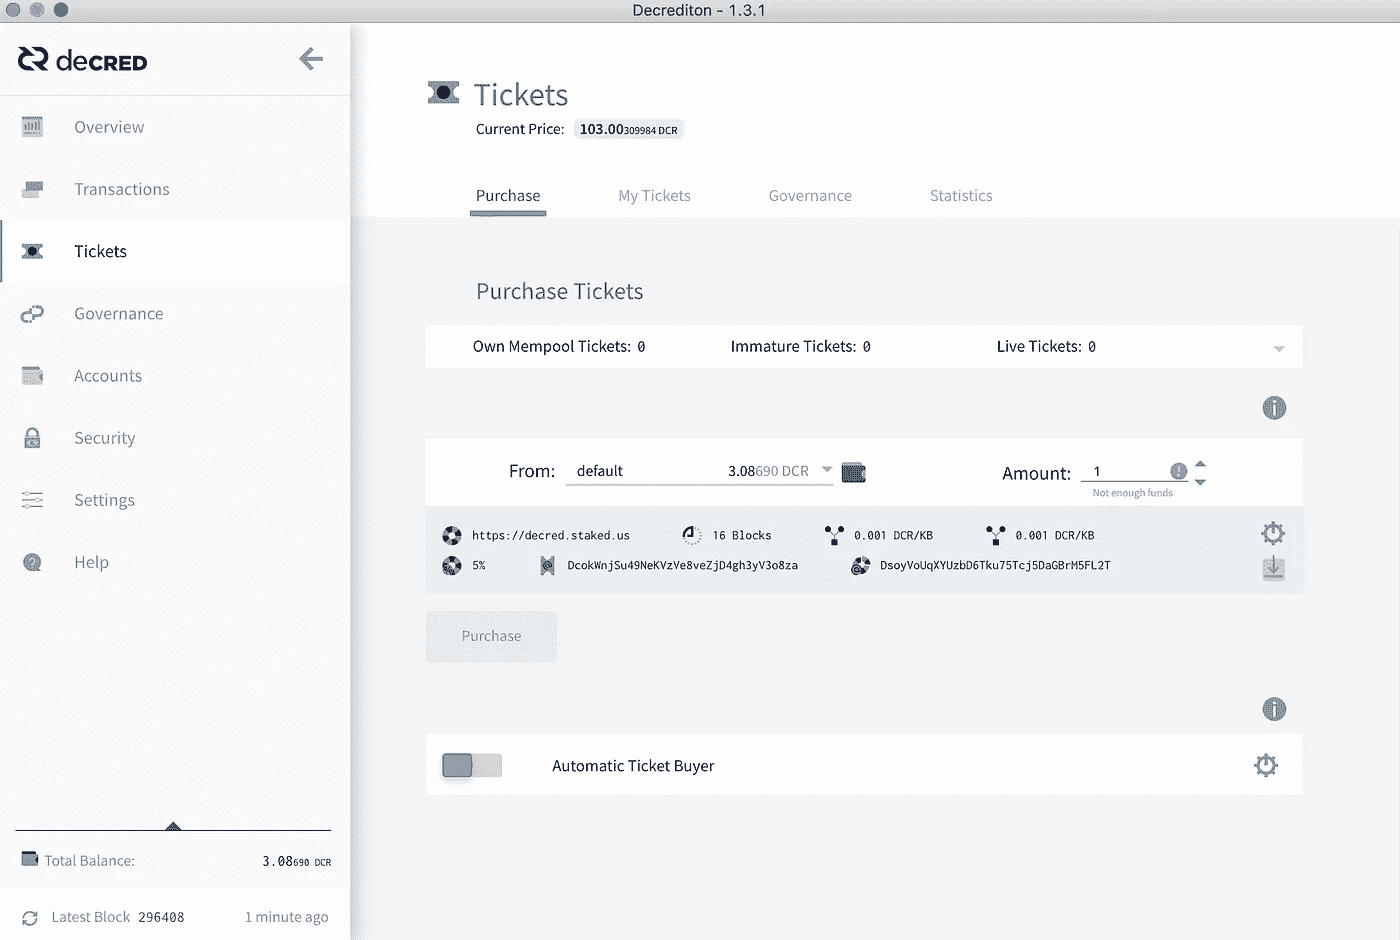 Decrediton - 1.3.1
decred
Overview
Transactions
Tickets
Governance
Accounts
Security
Settings
Help
Total Balance: 3.08690 DCR
Latest Block 296408 1 minute ago
Tickets
Current Price: 103.00309984 DCR
Purchase My Tickets Governance Statistics
Purchase Tickets
Own Mempool Tickets: 0 Immature Tickets: 0 Live Tickets: 0
From: default 3.08690 DCR Amount: 1
Not enough funds
https://decred.staked.us 16 Blocks 0.001 DCR/KB 0.001 DCR/KB
5% DcokWnjSu49NeKVzVe8veZjD4gh3yV3o8za DsoyVoUqXYUzbD6Tku75Tcj5DaGBrM5FL2T
Purchase
Automatic Ticket Buyer